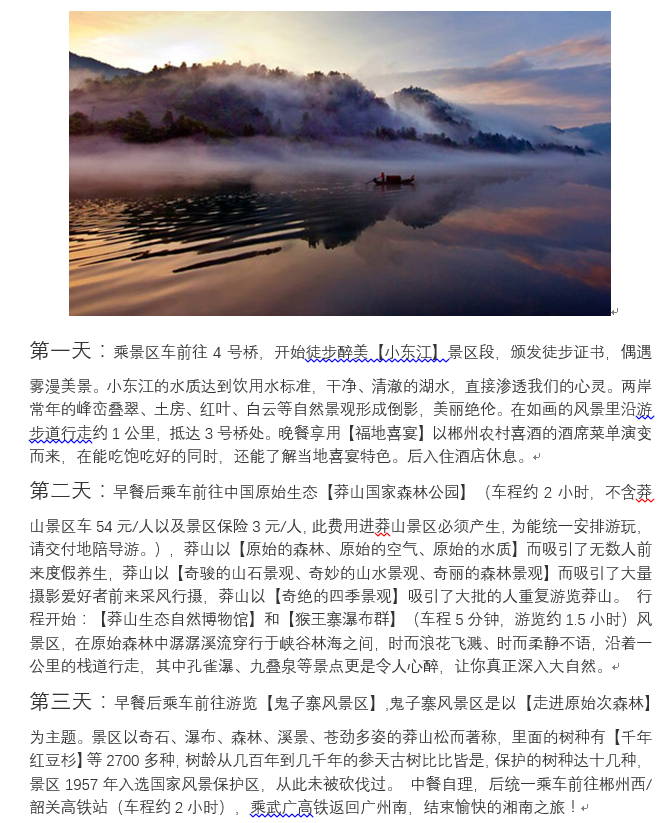 第一天：乘景区车前往 4 号桥，开始徒步醉美【小东江】景区段，颁发徒步证书，偶遇
雾漫美景。小东江的水质达到饮用水标准，干净、清澈的湖水，直接渗透我们的心灵。两岸
常年的峰峦叠翠、土房、红叶、白云等自然景观形成倒影，美丽绝伦。在如画的风景里沿游
步道行走约 1 公里，抵达 3 号桥处。晚餐享用【福地喜宴】以郴州农村喜酒的酒席菜单演变
而来，在能吃饱吃好的同时，还能了解当地喜宴特色。后入住酒店休息。
第二天：早餐后乘车前往中国原始生态【莽山国家森林公园】（车程约 2 小时，不含莽
山景区车 54 元/人以及景区保险 3 元/人, 此费用进莽山景区必须产生, 为能统一安排游玩，
请交付地陪导游。），莽山以【原始的森林、原始的空气、原始的水质】而吸引了无数人前
来度假养生，莽山以【奇骏的山石景观、奇妙的山水景观、奇丽的森林景观】而吸引了大量
摄影爱好者前来采风行摄，莽山以【奇绝的四季景观】吸引了大批的人重复游览莽山。 行
程开始：【莽山生态自然博物馆】和【猴王寨瀑布群】（车程 5 分钟，游览约 1.5 小时）风
景区，在原始森林中潺潺溪流穿行于峡谷林海之间，时而浪花飞溅、时而柔静不语，沿着一
公里的栈道行走，其中孔雀瀑、九叠泉等景点更是令人心醉，让你真正深入大自然。
第三天：早餐后乘车前往游览【鬼子寨风景区】,鬼子寨风景区是以【走进原始次森林】
为主题。景区以奇石、瀑布、森林、溪景、苍劲多姿的莽山松而著称，里面的树种有【千年
红豆杉】等 2700 多种，树龄从几百年到几千年的参天古树比比皆是, 保护的树种达十几种，
景区 1957 年入选国家风景保护区，从此未被砍伐过。 中餐自理，后统一乘车前往郴州西/
韶关高铁站（车程约 2 小时），乘武广高铁返回广州南，结束愉快的湘南之旅！